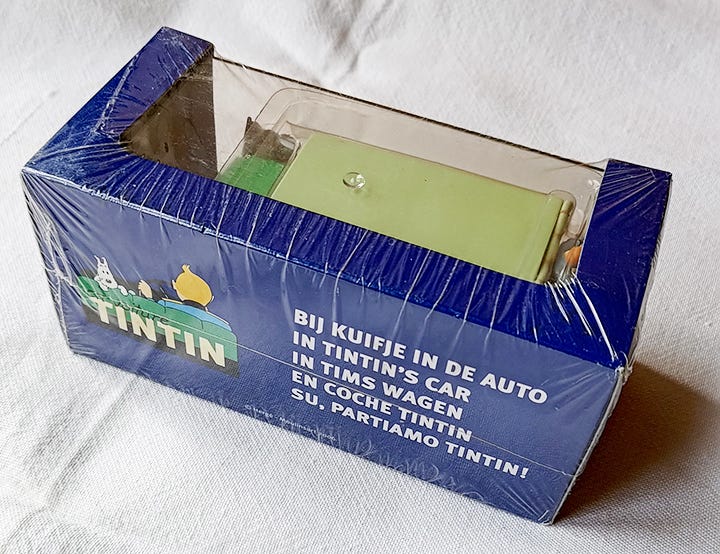 TINTIN
BIJ KUIFJE IN DE AUTO
IN TINTIN'S CAR
IN TIMS WAGEN
EN COCHE TINTIN
SU, PARTIAMO TINTIN!